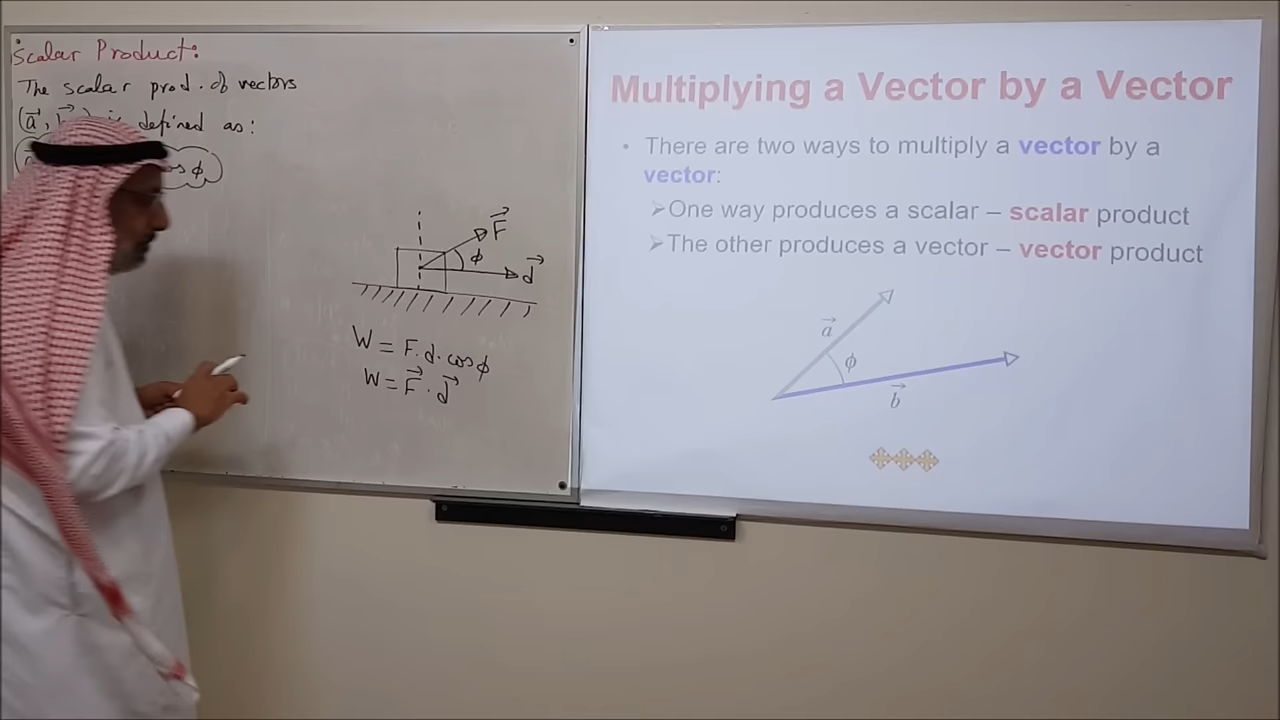 Scalar Product:
The scalar prod. of vectors
(a⃗, defined as:
cos ϕ
F⃗
ϕ
d⃗
W = F. d. cosϕ
W = F⃗ . d⃗
Multiplying a Vector by a Vector
• There are two ways to multiply a vector by a
vector:
➢One way produces a scalar – scalar product
➢The other produces a vector – vector product
a⃗
ϕ
b⃗